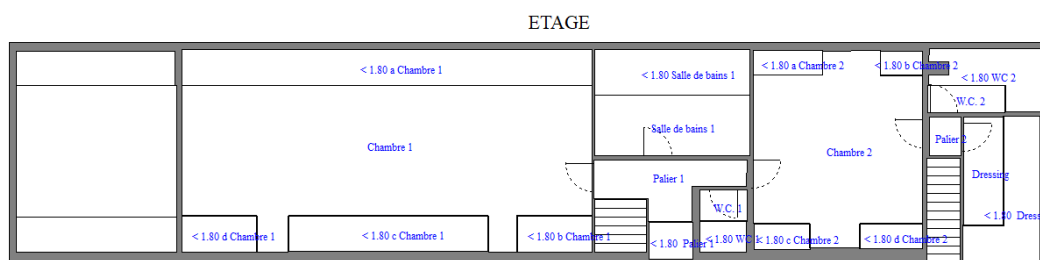 ETAGE
< 1.80 a Chambre 1
< 1.80 Salle de bains 1
< 1.80 a Chambre 2
< 1.80 b Chambre 2
< 1.80 WC 2
W.C. 2
Salle de bains 1
Chambre 1
Chambre 2
Palier 2
Palier 1
Dressing
W.C. 1
< 1.80 Dress
< 1.80 d Chambre 1
< 1.80 c Chambre 1
< 1.80 b Chambre 1
< 1.80 Palier 1
< 1.80 WC 1
< 1.80 c Chambre 2
< 1.80 d Chambre 2